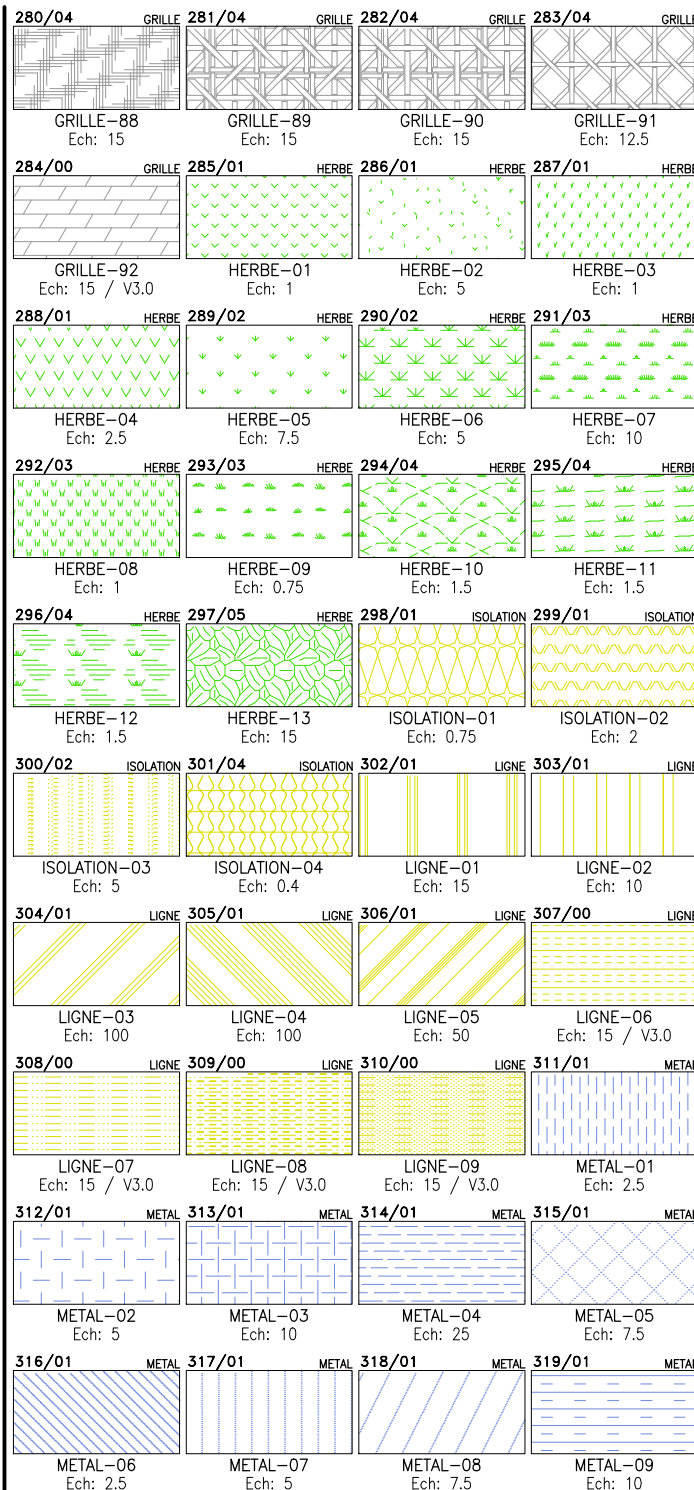 280/04 GRILLE 281/04 GRILLE 282/04 GRILLE 283/04 GRILLE
GRILLE-88 GRILLE-89 GRILLE-90 GRILLE-91
Ech: 15 Ech: 15 Ech: 15 Ech: 12.5
284/00 GRILLE 285/01 HERBE 286/01 HERBE 287/01 HERBE
GRILLE-92 HERBE-01 HERBE-02 HERBE-03
Ech: 15 / V3.0 Ech: 1 Ech: 5 Ech: 1
288/01 HERBE 289/02 HERBE 290/02 HERBE 291/03 HERBE
HERBE-04 HERBE-05 HERBE-06 HERBE-07
Ech: 2.5 Ech: 7.5 Ech: 5 Ech: 10
292/03 HERBE 293/03 HERBE 294/04 HERBE 295/04 HERBE
HERBE-08 HERBE-09 HERBE-10 HERBE-11
Ech: 1 Ech: 0.75 Ech: 1.5 Ech: 1.5
296/04 HERBE 297/05 HERBE 298/01 ISOLATION 299/01 ISOLATION
HERBE-12 HERBE-13 ISOLATION-01 ISOLATION-02
Ech: 1.5 Ech: 15 Ech: 0.75 Ech: 2
300/02 ISOLATION 301/04 ISOLATION 302/01 LIGNE 303/01 LIGNE
ISOLATION-03 ISOLATION-04 LIGNE-01 LIGNE-02
Ech: 5 Ech: 0.4 Ech: 15 Ech: 10
304/01 LIGNE 305/01 LIGNE 306/01 LIGNE 307/00 LIGNE
LIGNE-03 LIGNE-04 LIGNE-05 LIGNE-06
Ech: 100 Ech: 100 Ech: 50 Ech: 15 / V3.0
308/00 LIGNE 309/00 LIGNE 310/00 LIGNE 311/01 METAL
LIGNE-07 LIGNE-08 LIGNE-09 METAL-01
Ech: 15 / V3.0 Ech: 15 / V3.0 Ech: 15 / V3.0 Ech: 2.5
312/01 METAL 313/01 METAL 314/01 METAL 315/01 METAL
METAL-02 METAL-03 METAL-04 METAL-05
Ech: 5 Ech: 10 Ech: 25 Ech: 7.5
316/01 METAL 317/01 METAL 318/01 METAL 319/01 METAL
METAL-06 METAL-07 METAL-08 METAL-09
Ech: 2.5 Ech: 5 Ech: 7.5 Ech: 10